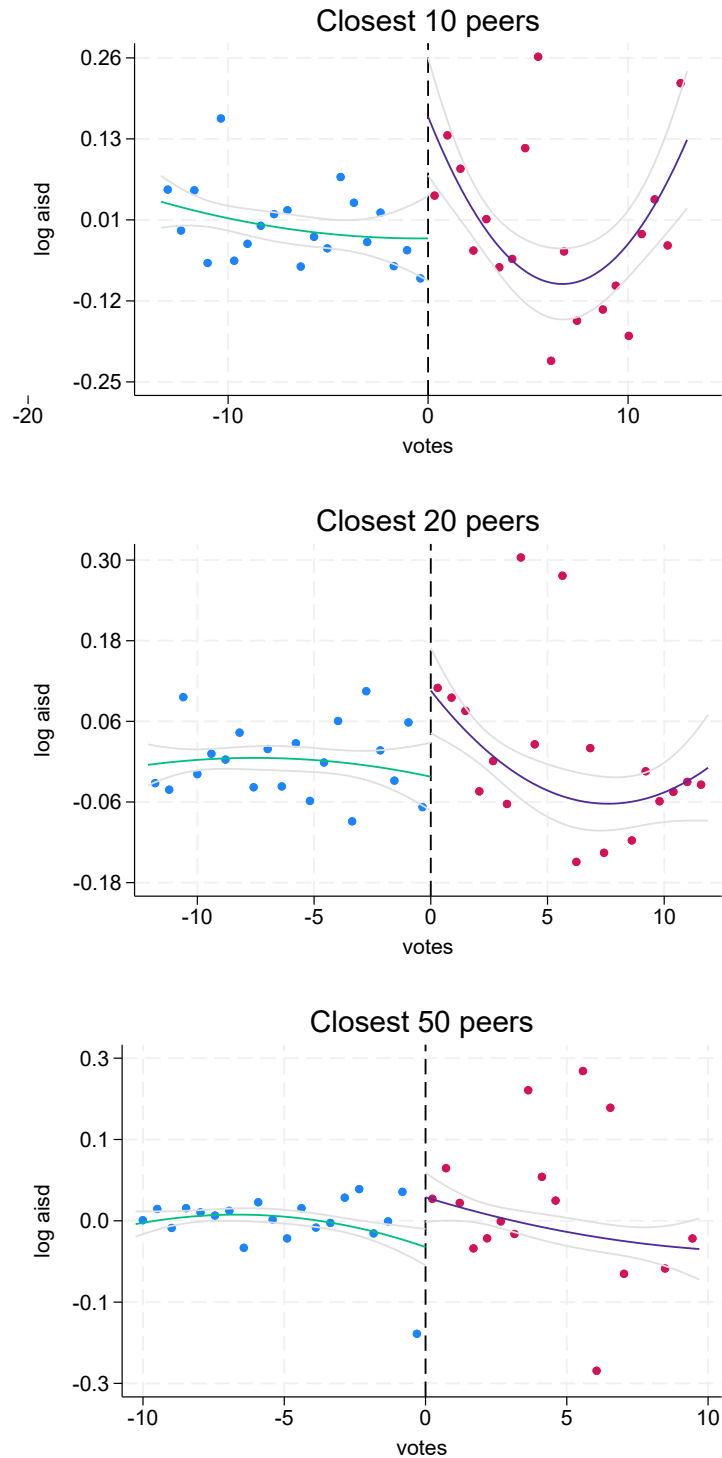 Closest 10 peers
0.26
0.13
0.01
-0.12
-0.25
log aisd
-20 -10 0 10
votes
Closest 20 peers
0.30
0.18
0.06
-0.06
-0.18
log aisd
-10 -5 0 5 10
votes
Closest 50 peers
0.3
0.1
0.0
-0.1
-0.3
log aisd
-10 -5 0 5 10
votes